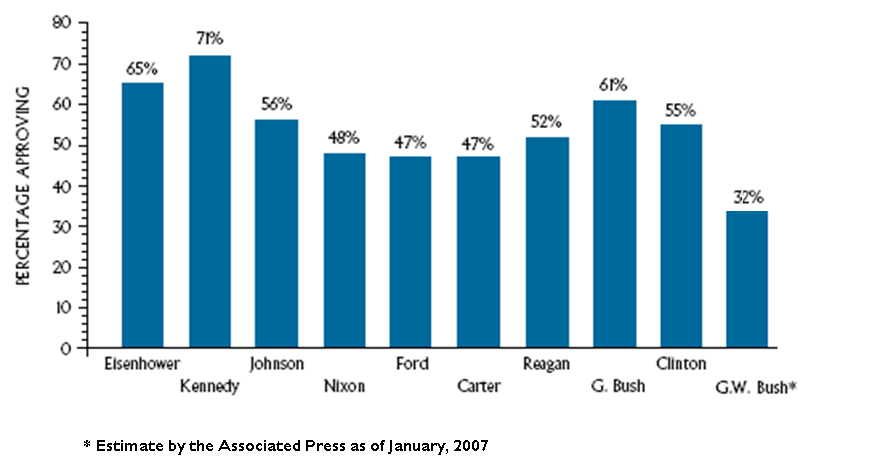 80
70
60
50
40
30
20
10
0
PERCENTAGE APPROVING
65%
71%
56%
48%
47%
47%
52%
61%
55%
32%
Eisenhower
Kennedy
Johnson
Nixon
Ford
Carter
Reagan
G. Bush
Clinton
G.W. Bush*
* Estimate by the Associated Press as of January, 2007